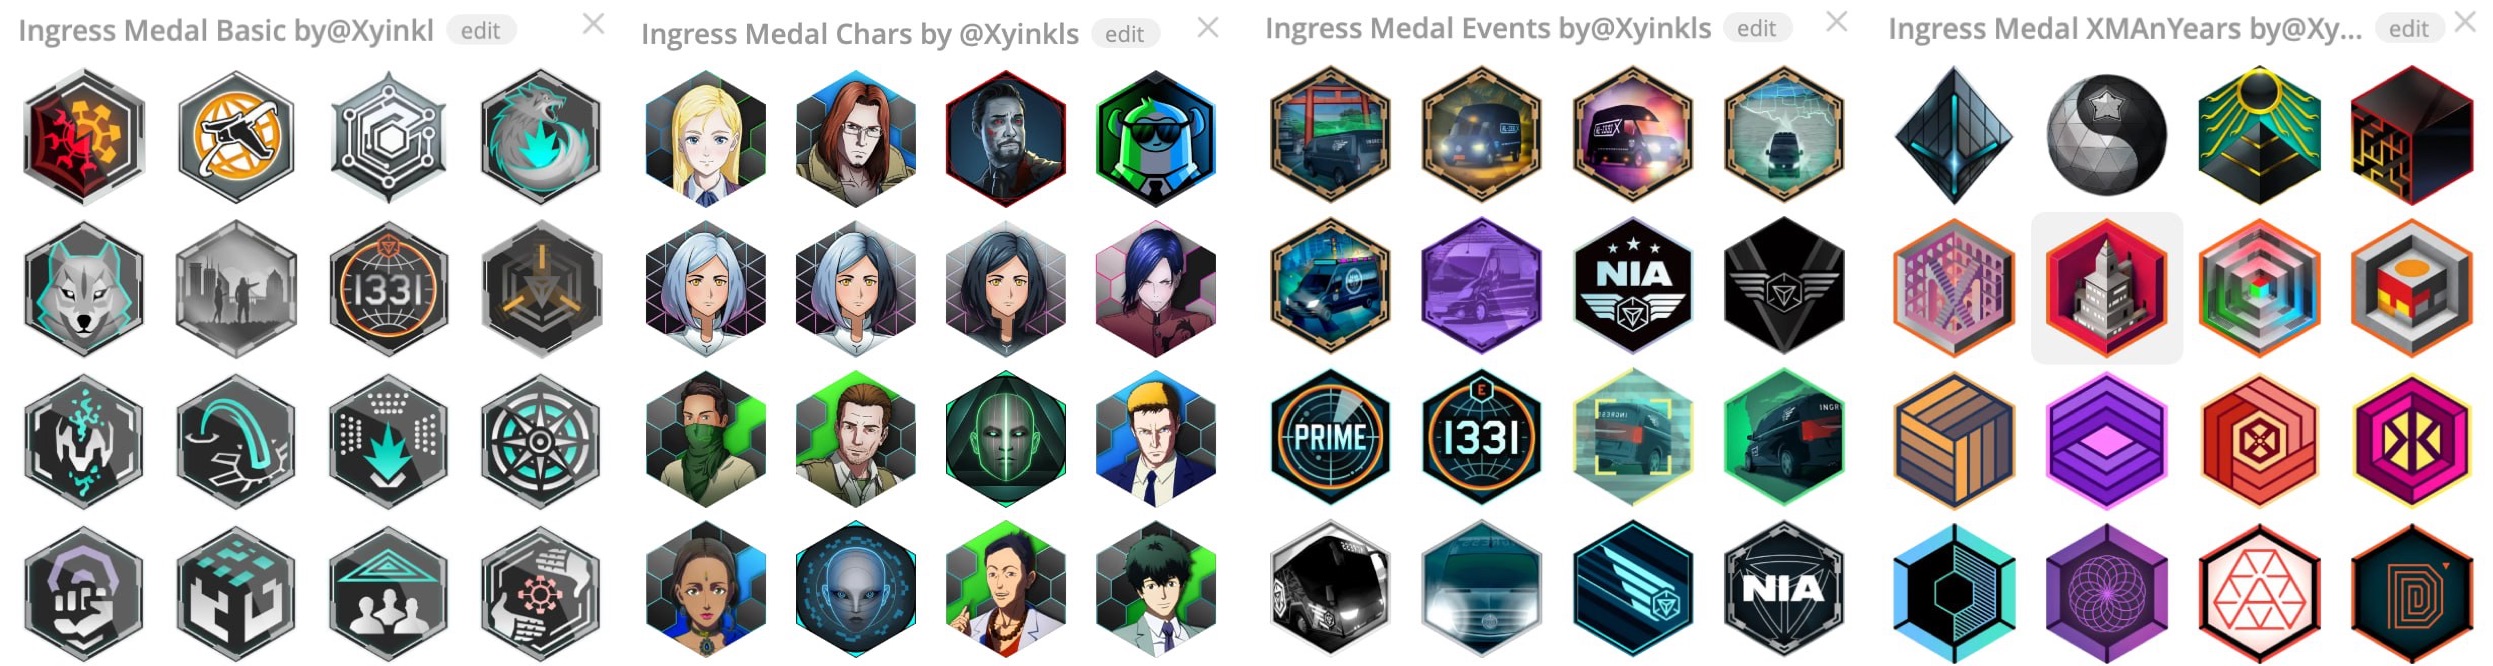 Ingress Medal Basic by@Xyinkl edit
Ingress Medal Chars by @Xyinkls edit
Ingress Medal Events by@Xyinkls edit
Ingress Medal XMAnYears by@Xy... edit
1331
NIA
PRIME
E
1331
INGR
NIA